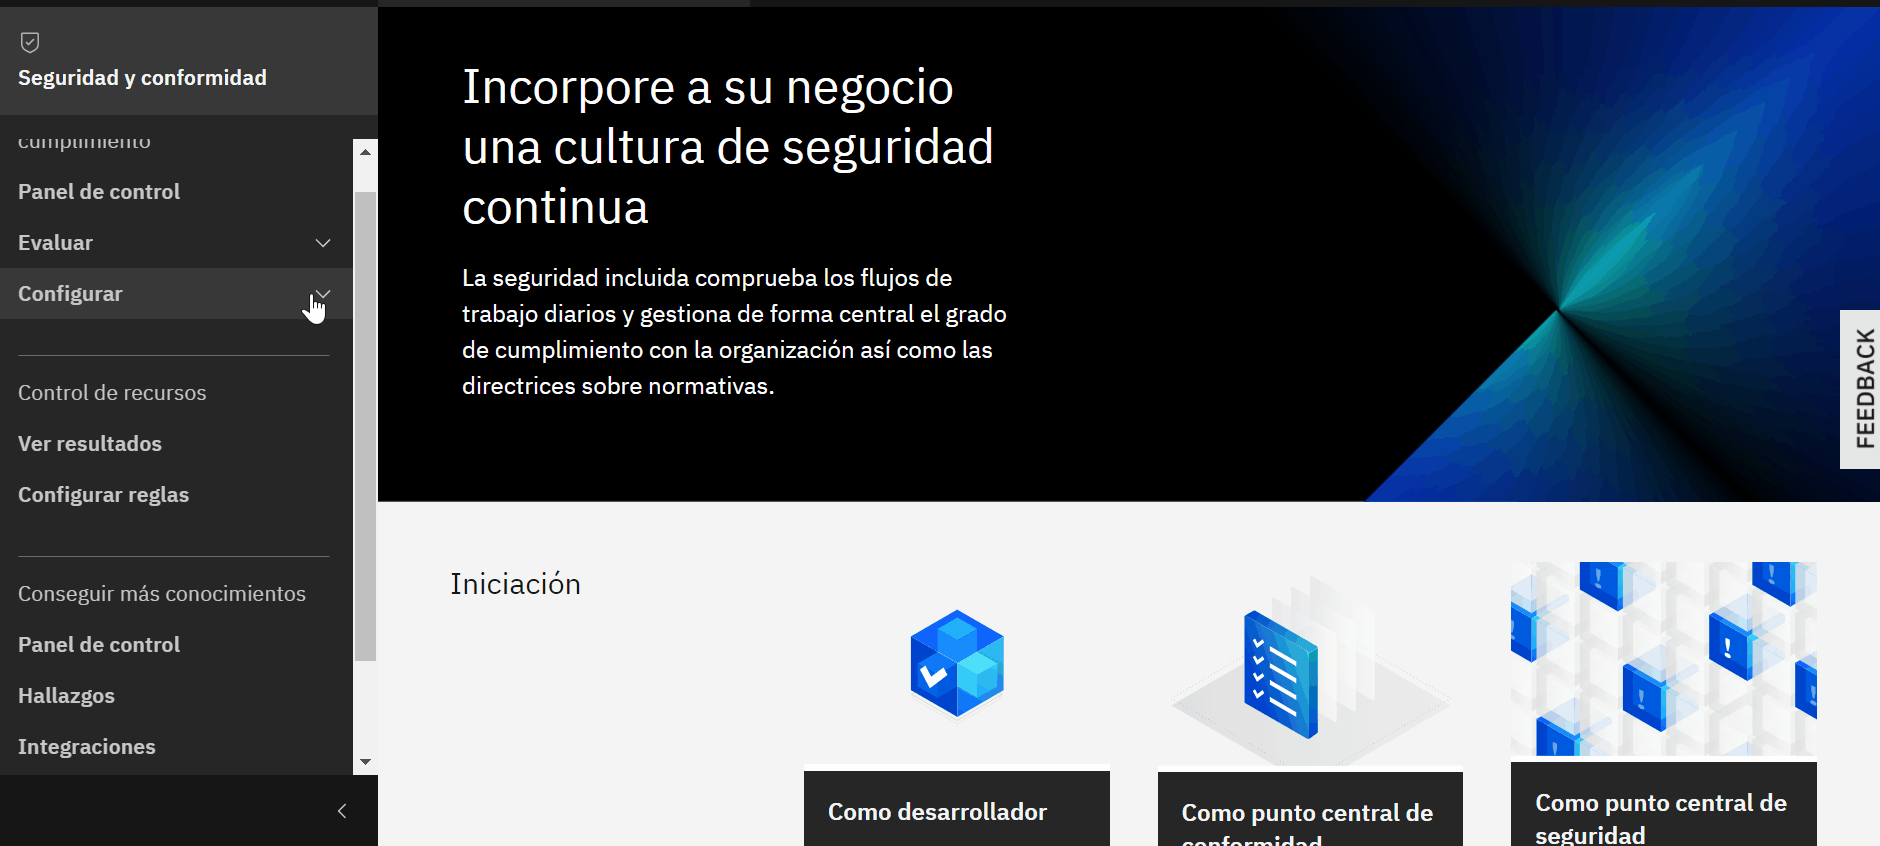 Seguridad y conformidad
cumplimiento
Panel de control
Evaluar
Configurar
Control de recursos
Ver resultados
Configurar reglas
Conseguir más conocimientos
Panel de control
Hallazgos
Integraciones
Incorpore a su negocio
una cultura de seguridad
continua
La seguridad incluida comprueba los flujos de
trabajo diarios y gestiona de forma central el grado
de cumplimiento con la organización así como las
directrices sobre normativas.
FEEDBACK
Iniciación
Como desarrollador
Como punto central de
conformidad
Como punto central de
seguridad